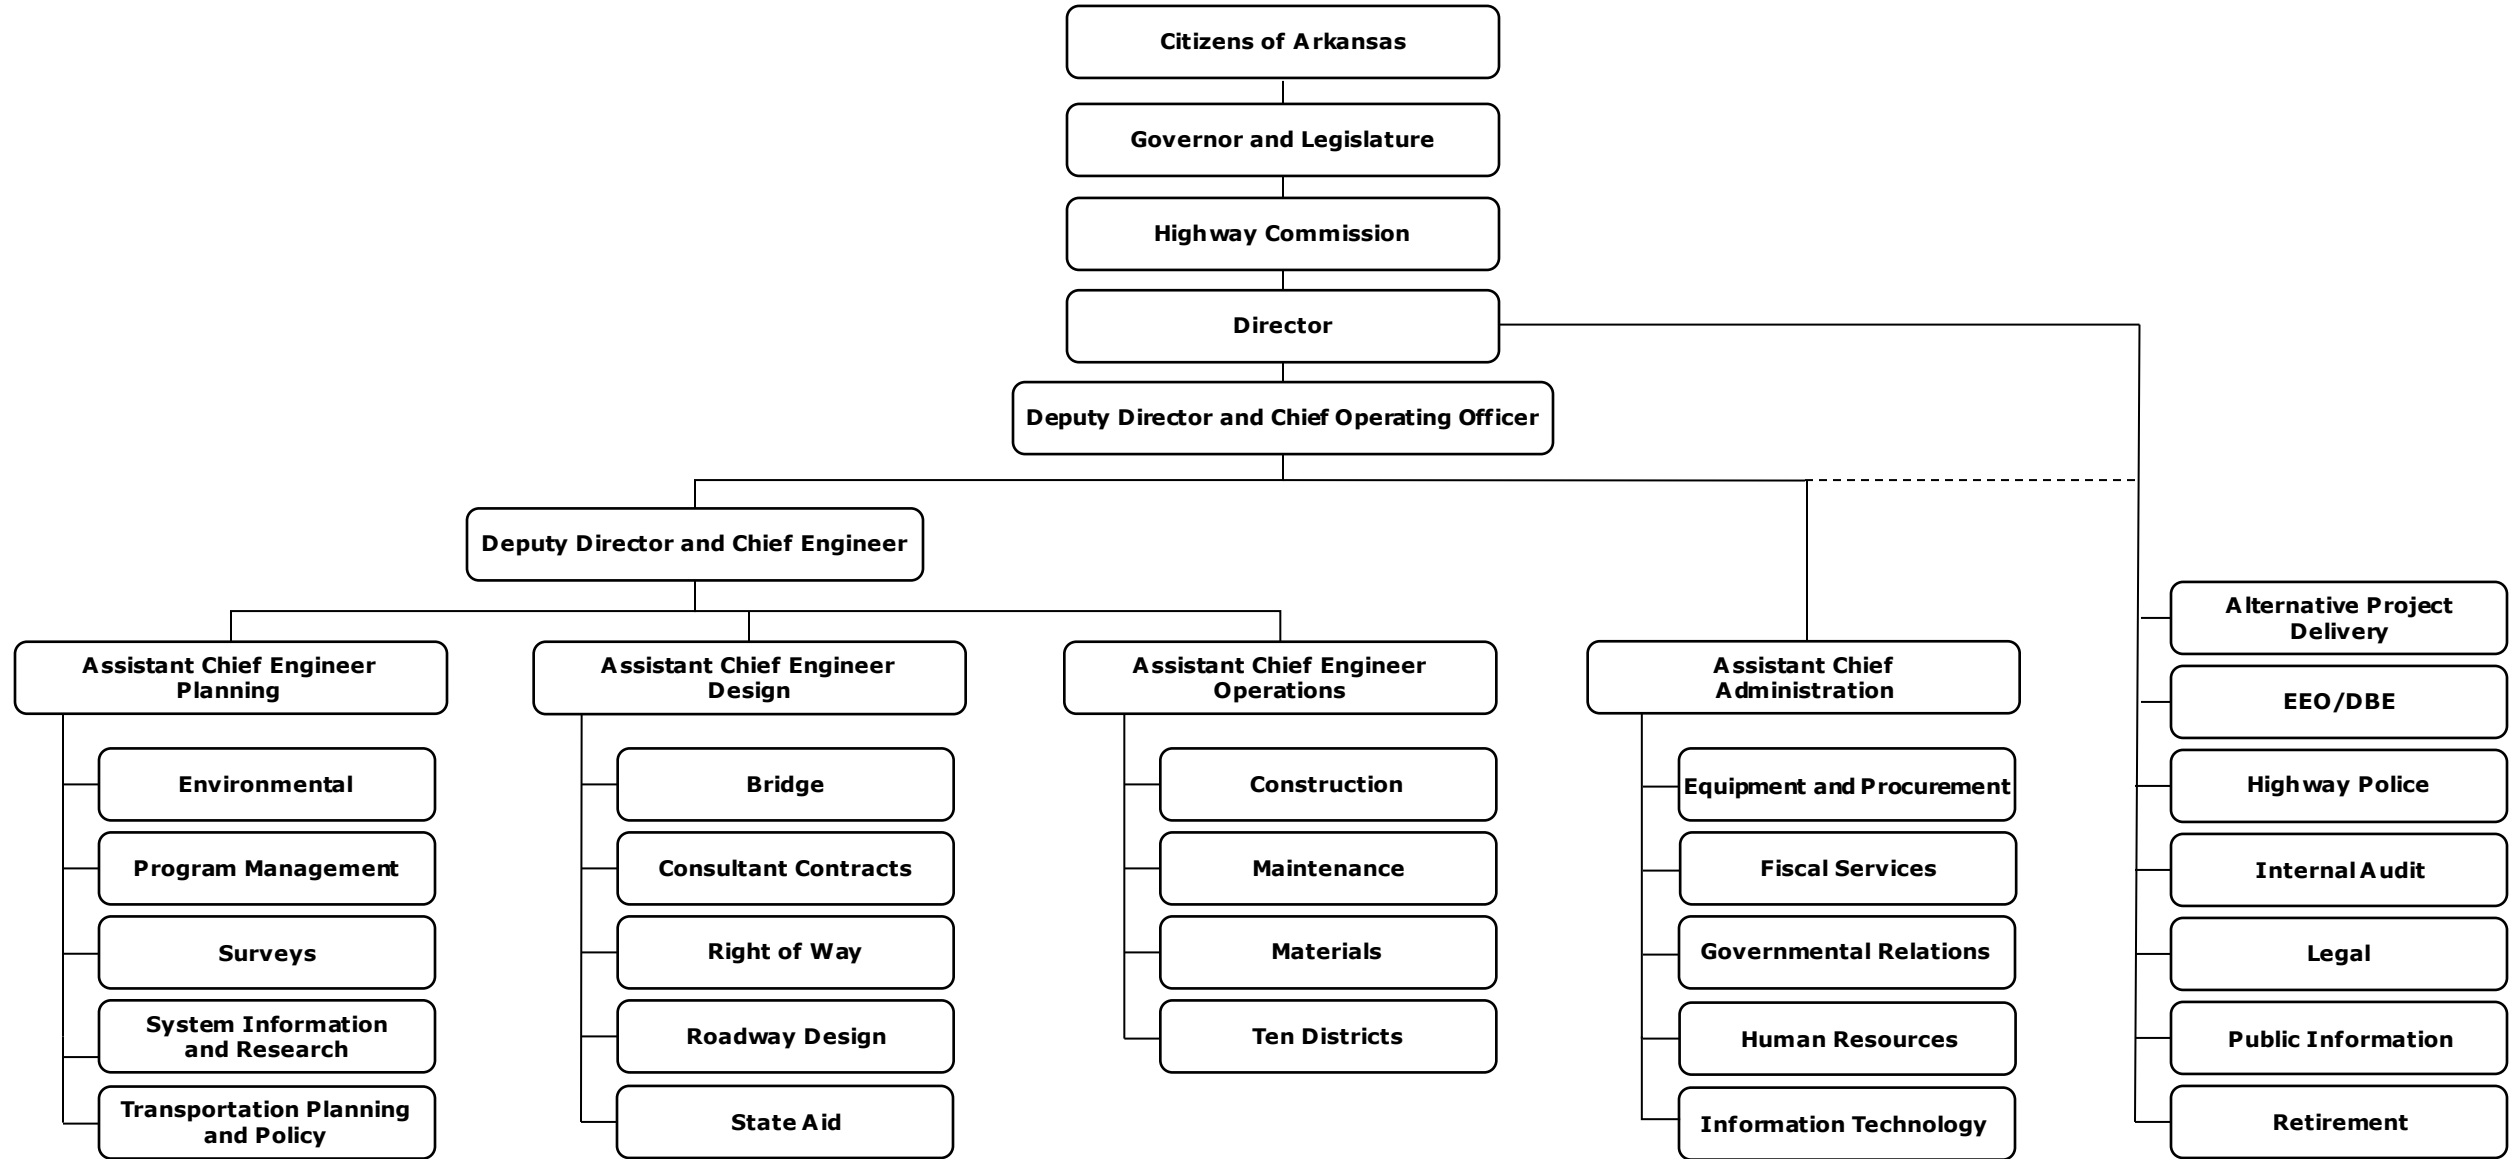 Citizens of Arkansas
Governor and Legislature
Highway Commission
Director
Deputy Director and Chief Operating Officer
Deputy Director and Chief Engineer
Assistant Chief Engineer
Planning
Environmental
Program Management
Surveys
System Information
and Research
Transportation Planning
and Policy
Assistant Chief Engineer
Design
Bridge
Consultant Contracts
Right of Way
Roadway Design
State Aid
Assistant Chief Engineer
Operations
Construction
Maintenance
Materials
Ten Districts
Assistant Chief
Administration
Equipment and Procurement
Fiscal Services
Governmental Relations
Human Resources
Information Technology
Alternative Project
Delivery
EEO/DBE
Highway Police
Internal Audit
Legal
Public Information
Retirement